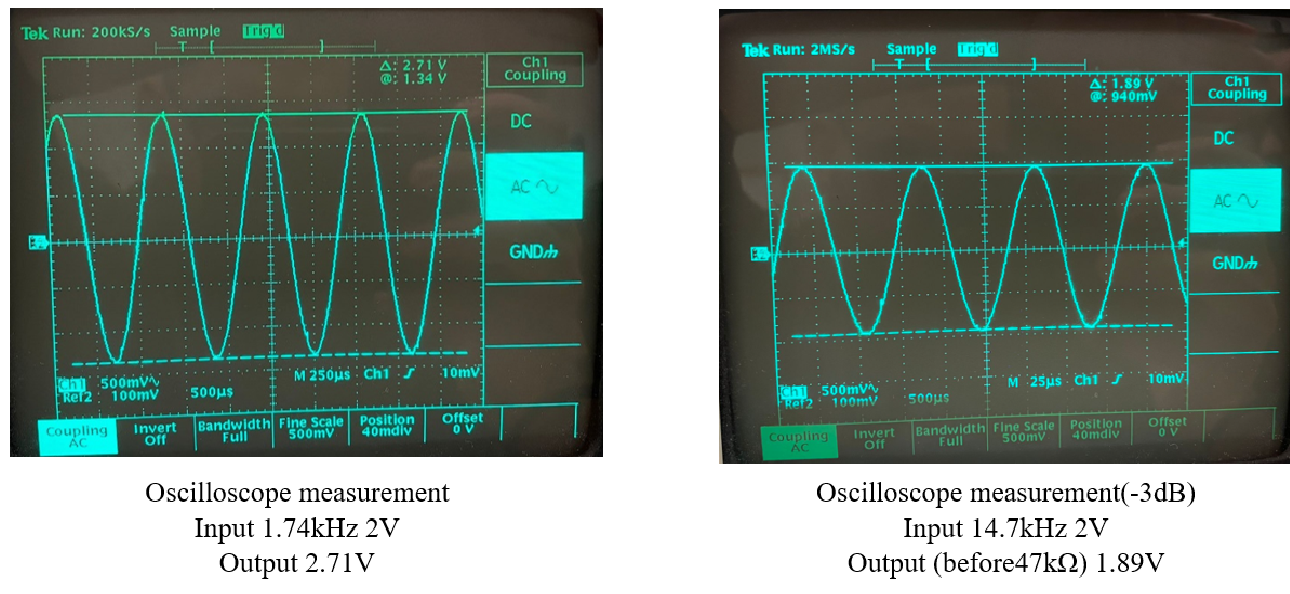 Tek Run: 200kS/s Sample Trig'd
T [ ]
Δ: 2.71 V
@: 1.34 V
Ch1
Coupling
DC
AC
GND
M 250µs Ch1 10mV
Ch1 500mV
Ref2 100mV 500µs
Coupling
AC
Invert
Off
Bandwidth
Full
Fine Scale
500mV
Position
40mdiv
Offset
0 V
Oscilloscope measurement
Input 1.74kHz 2V
Output 2.71V
Tek Run: 2MS/s Sample Trig'd
T [ ]
Δ: 1.89 V
@: 940mV
Ch1
Coupling
DC
AC
GND
M 25µs Ch1 10mV
Ch1 500mV
Ref2 100mV 500µs
Coupling
AC
Invert
Off
Bandwidth
Full
Fine Scale
500mV
Position
40mdiv
Offset
0 V
Oscilloscope measurement(-3dB)
Input 14.7kHz 2V
Output (before47kΩ) 1.89V